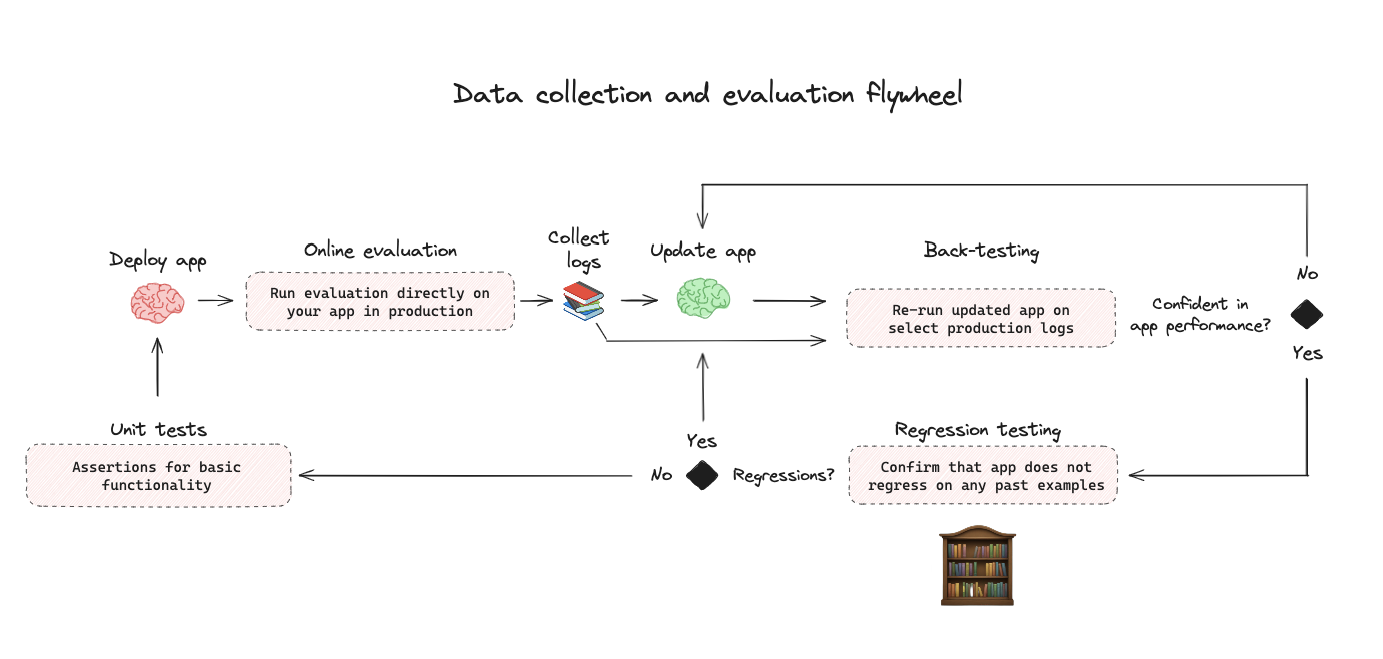 Data collection and evaluation flywheel
Deploy app
Online evaluation
Run evaluation directly on
your app in production
Collect
logs
Update app
Back-testing
Re-run updated app on
select production logs
Confident in
app performance?
No
Yes
Unit tests
Assertions for basic
functionality
No
Yes
Regressions?
Regression testing
Confirm that app does not
regress on any past examples